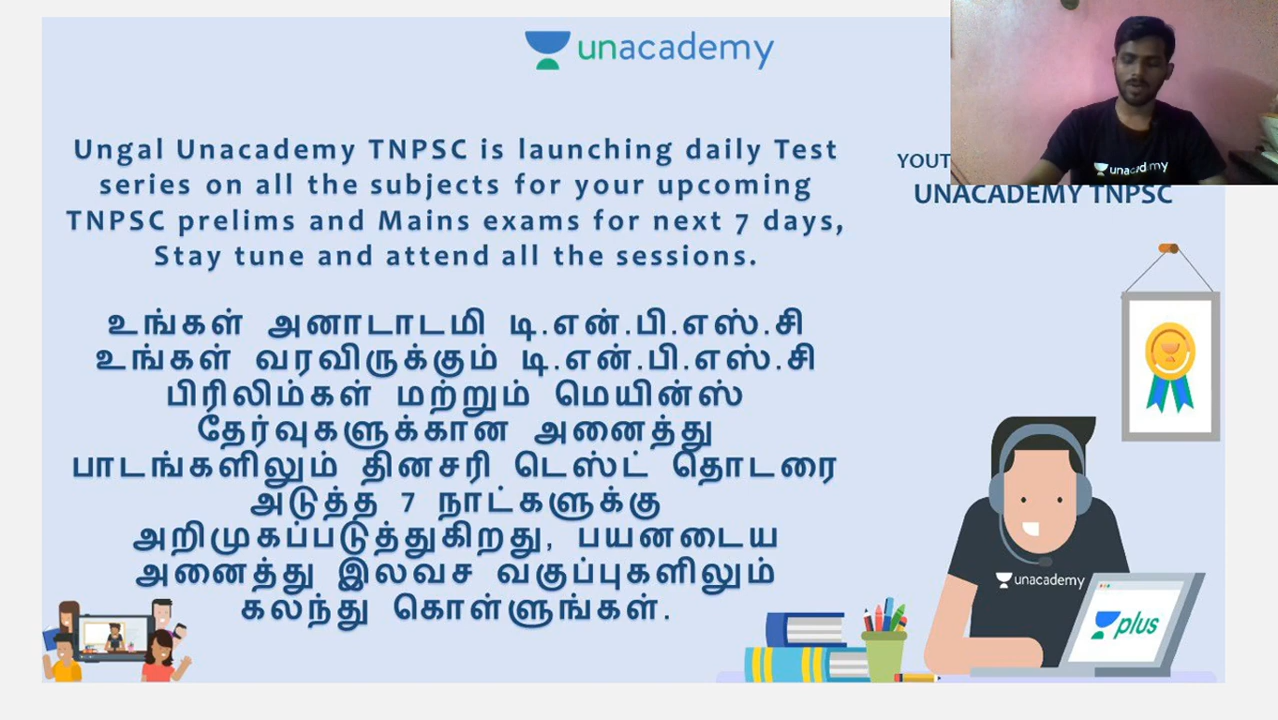 unacademy
Ungal Unacademy TNPSC is launching daily Test
series on all the subjects for your upcoming
TNPSC prelims and Mains exams for next 7 days,
Stay tune and attend all the sessions.
உங்கள் அனாடாடமி டி.என்.பி.எஸ்.சி
உங்கள் வரவிருக்கும் டி.என்.பி.எஸ்.சி
பிரிலிம்கள் மற்றும் மெயின்ஸ்
தேர்வுகளுக்கான அனைத்து
பாடங்களிலும் தினசரி டெஸ்ட் தொடரை
அடுத்த 7 நாட்களுக்கு
அறிமுகப்படுத்துகிறது, பயனடைய
அனைத்து இலவச வகுப்புகளிலும்
கலந்து கொள்ளுங்கள்.
unacademy
YOUT
UNACADEMY TNPSC
unacademy
plus